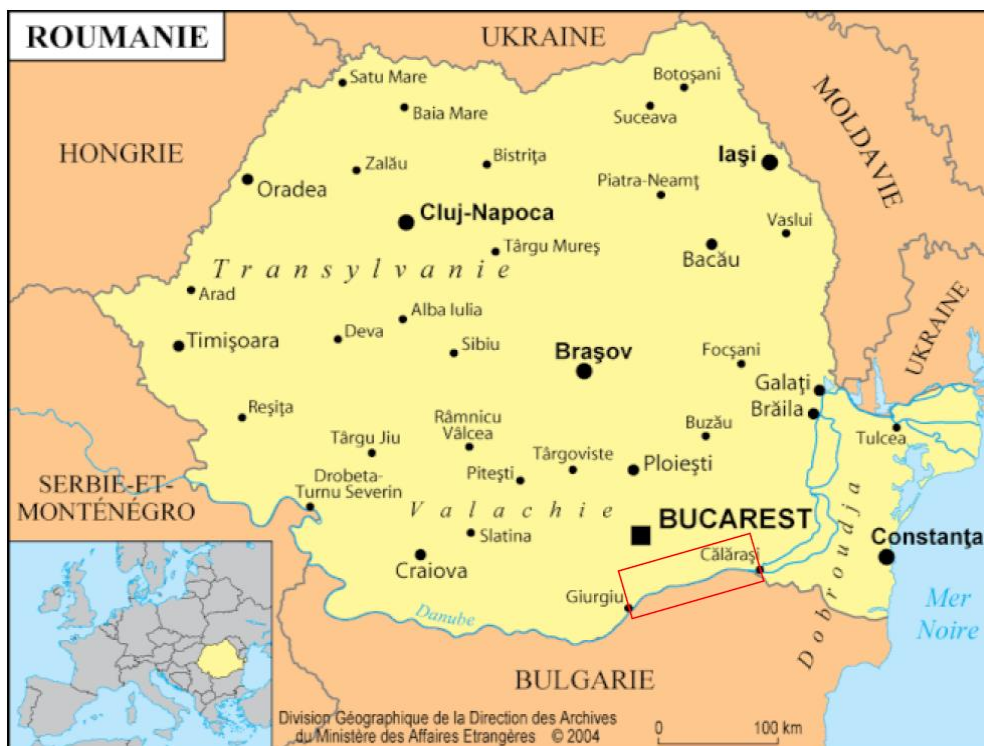 ROUMANIE
UKRAINE
MOLDAVIE
HONGRIE
Satu Mare
Baia Mare
Botoşani
Suceava
Bistriţa
Zalău
Iaşi
Oradea
Piatra-Neamţ
Cluj-Napoca
Vaslui
Târgu Mureş
Bacău
Transylvanie
Arad
Alba Iulia
Timişoara
Deva
Sibiu
Braşov
Focşani
UKRAINE
Galaţi
Brăila
Reşiţa
Râmnicu
Vâlcea
Buzău
Tulcea
Târgu Jiu
Târgoviste
Ploieşti
Piteşti
Drobeta-
Turnu Severin
SERBIE-ET-
MONTÉNÉGRO
Valachie
BUCAREST
Slatina
Constanţa
Craiova
Călăraşi
Dobroudja
Giurgiu
Danube
Mer
Noire
BULGARIE
Division Géographique de la Direction des Archives
du Ministère des Affaires Etrangères © 2004
0 100 km